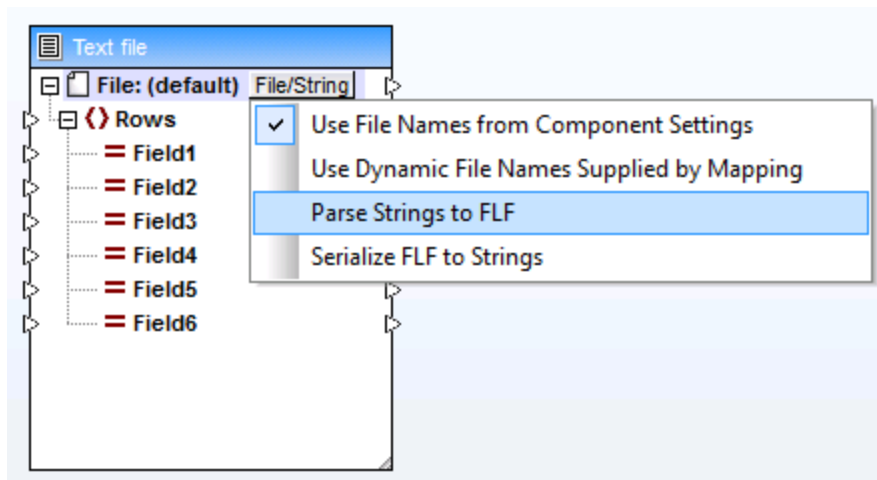 Text file
File: (default) File/String
Rows
Use File Names from Component Settings
Field1
Use Dynamic File Names Supplied by Mapping
Field2
Parse Strings to FLF
Field3
Serialize FLF to Strings
Field4
Field5
Field6